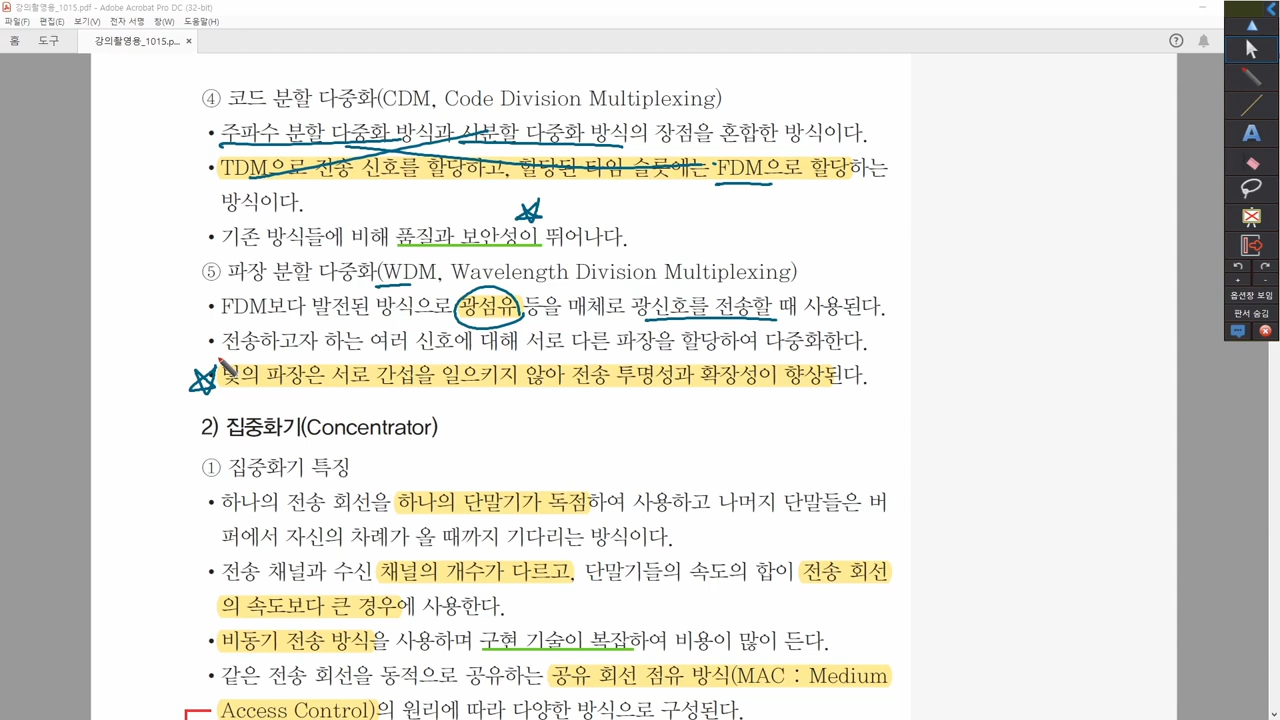 강의촬영용_1015.pdf - Adobe Acrobat Pro DC (32-bit)
파일(F) 편집(E) 보기(V) 전자 서명 창(W) 도움말(H)
홈 도구 강의촬영용_1015.p... ×
④ 코드 분할 다중화(CDM, Code Division Multiplexing)
• 주파수 분할 다중화 방식과 시분할 다중화 방식의 장점을 혼합한 방식이다.
• TDM으로 전송 신호를 할당하고, 할당된 타임 슬롯에는 FDM으로 할당하는
방식이다.
• 기존 방식들에 비해 품질과 보안성이 뛰어나다.
⑤ 파장 분할 다중화(WDM, Wavelength Division Multiplexing)
• FDM보다 발전된 방식으로 광섬유 등을 매체로 광신호를 전송할 때 사용된다.
• 전송하고자 하는 여러 신호에 대해 서로 다른 파장을 할당하여 다중화한다.
빛의 파장은 서로 간섭을 일으키지 않아 전송 투명성과 확장성이 향상된다.
2) 집중화기(Concentrator)
① 집중화기 특징
• 하나의 전송 회선을 하나의 단말기가 독점하여 사용하고 나머지 단말들은 버
퍼에서 자신의 차례가 올 때까지 기다리는 방식이다.
• 전송 채널과 수신 채널의 개수가 다르고, 단말기들의 속도의 합이 전송 회선
의 속도보다 큰 경우에 사용한다.
• 비동기 전송 방식을 사용하며 구현 기술이 복잡하여 비용이 많이 든다.
• 같은 전송 회선을 동적으로 공유하는 공유 회선 점유 방식(MAC : Medium
Access Control)의 원리에 따라 다양한 방식으로 구성된다.
A
옵션장 보임
판서 숨김